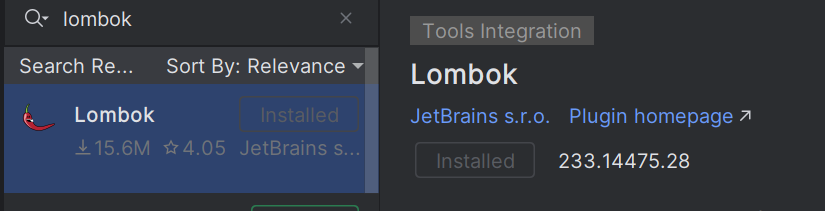 lombok
Search Re... Sort By: Relevance
Lombok Installed
15.6M 4.05 JetBrains s...
Tools Integration
Lombok
JetBrains s.r.o. Plugin homepage ↗
Installed 233.14475.28